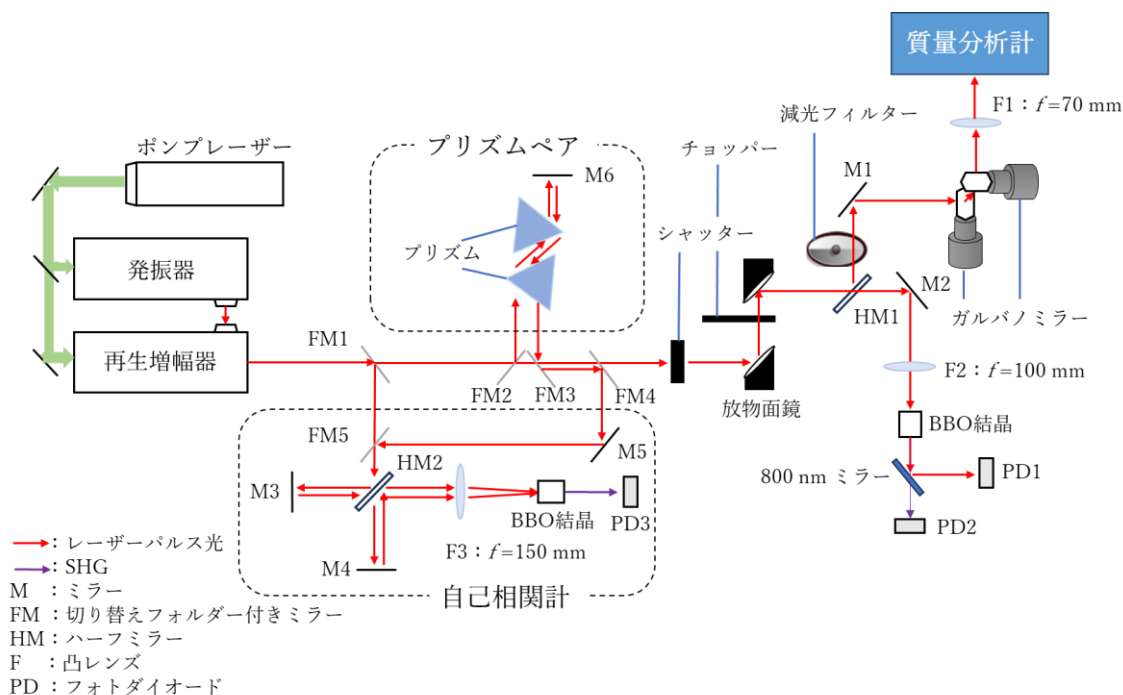 質量分析計
F1：f=70 mm
減光フィルター
チョッパー
M1
ポンプレーザー
プリズムペア
M6
シャッター
プリズム
発振器
M2
HM1
ガルバノミラー
再生増幅器
FM1
FM2
FM3
FM4
放物面鏡
F2：f=100 mm
FM5
M5
BBO結晶
HM2
800 nm ミラー
PD1
M3
BBO結晶
PD3
PD2
F3：f=150 mm
M4
自己相関計
：レーザーパルス光
：SHG
M ：ミラー
FM ：切り替えフォルダー付きミラー
HM：ハーフミラー
F ：凸レンズ
PD ：フォトダイオード